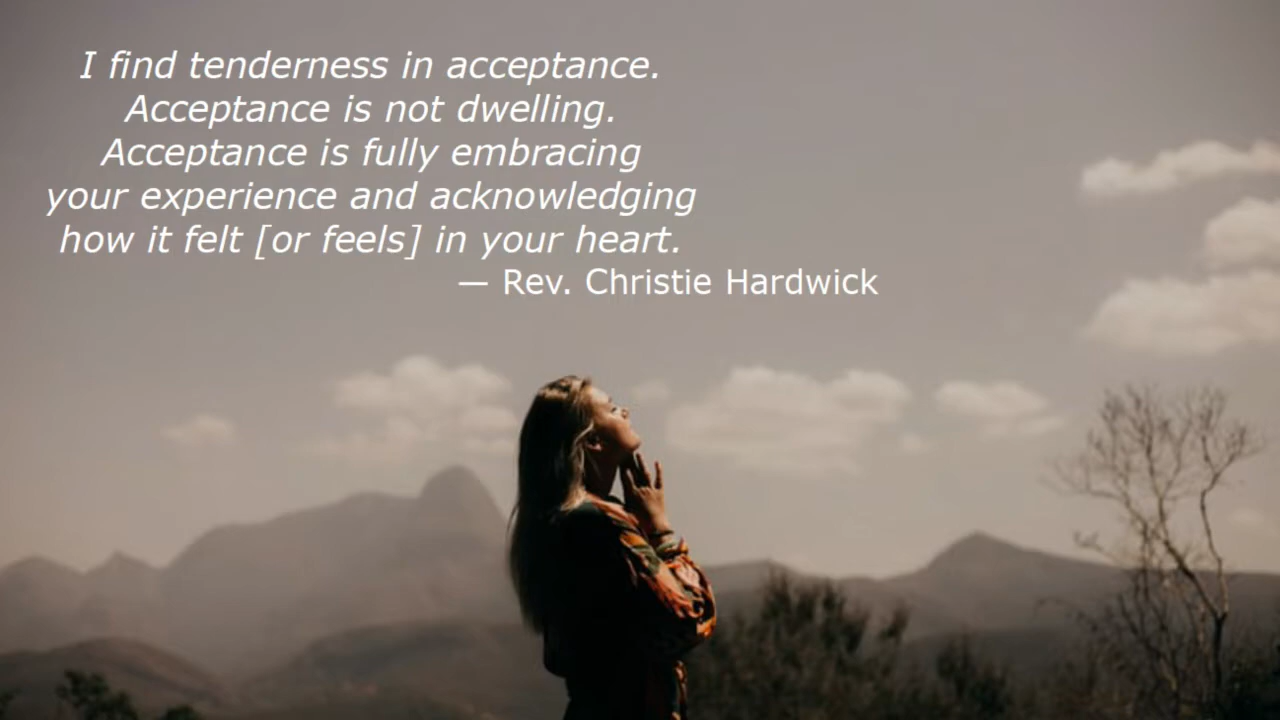 I find tenderness in acceptance.
Acceptance is not dwelling.
Acceptance is fully embracing
your experience and acknowledging
how it felt [or feels] in your heart.
— Rev. Christie Hardwick